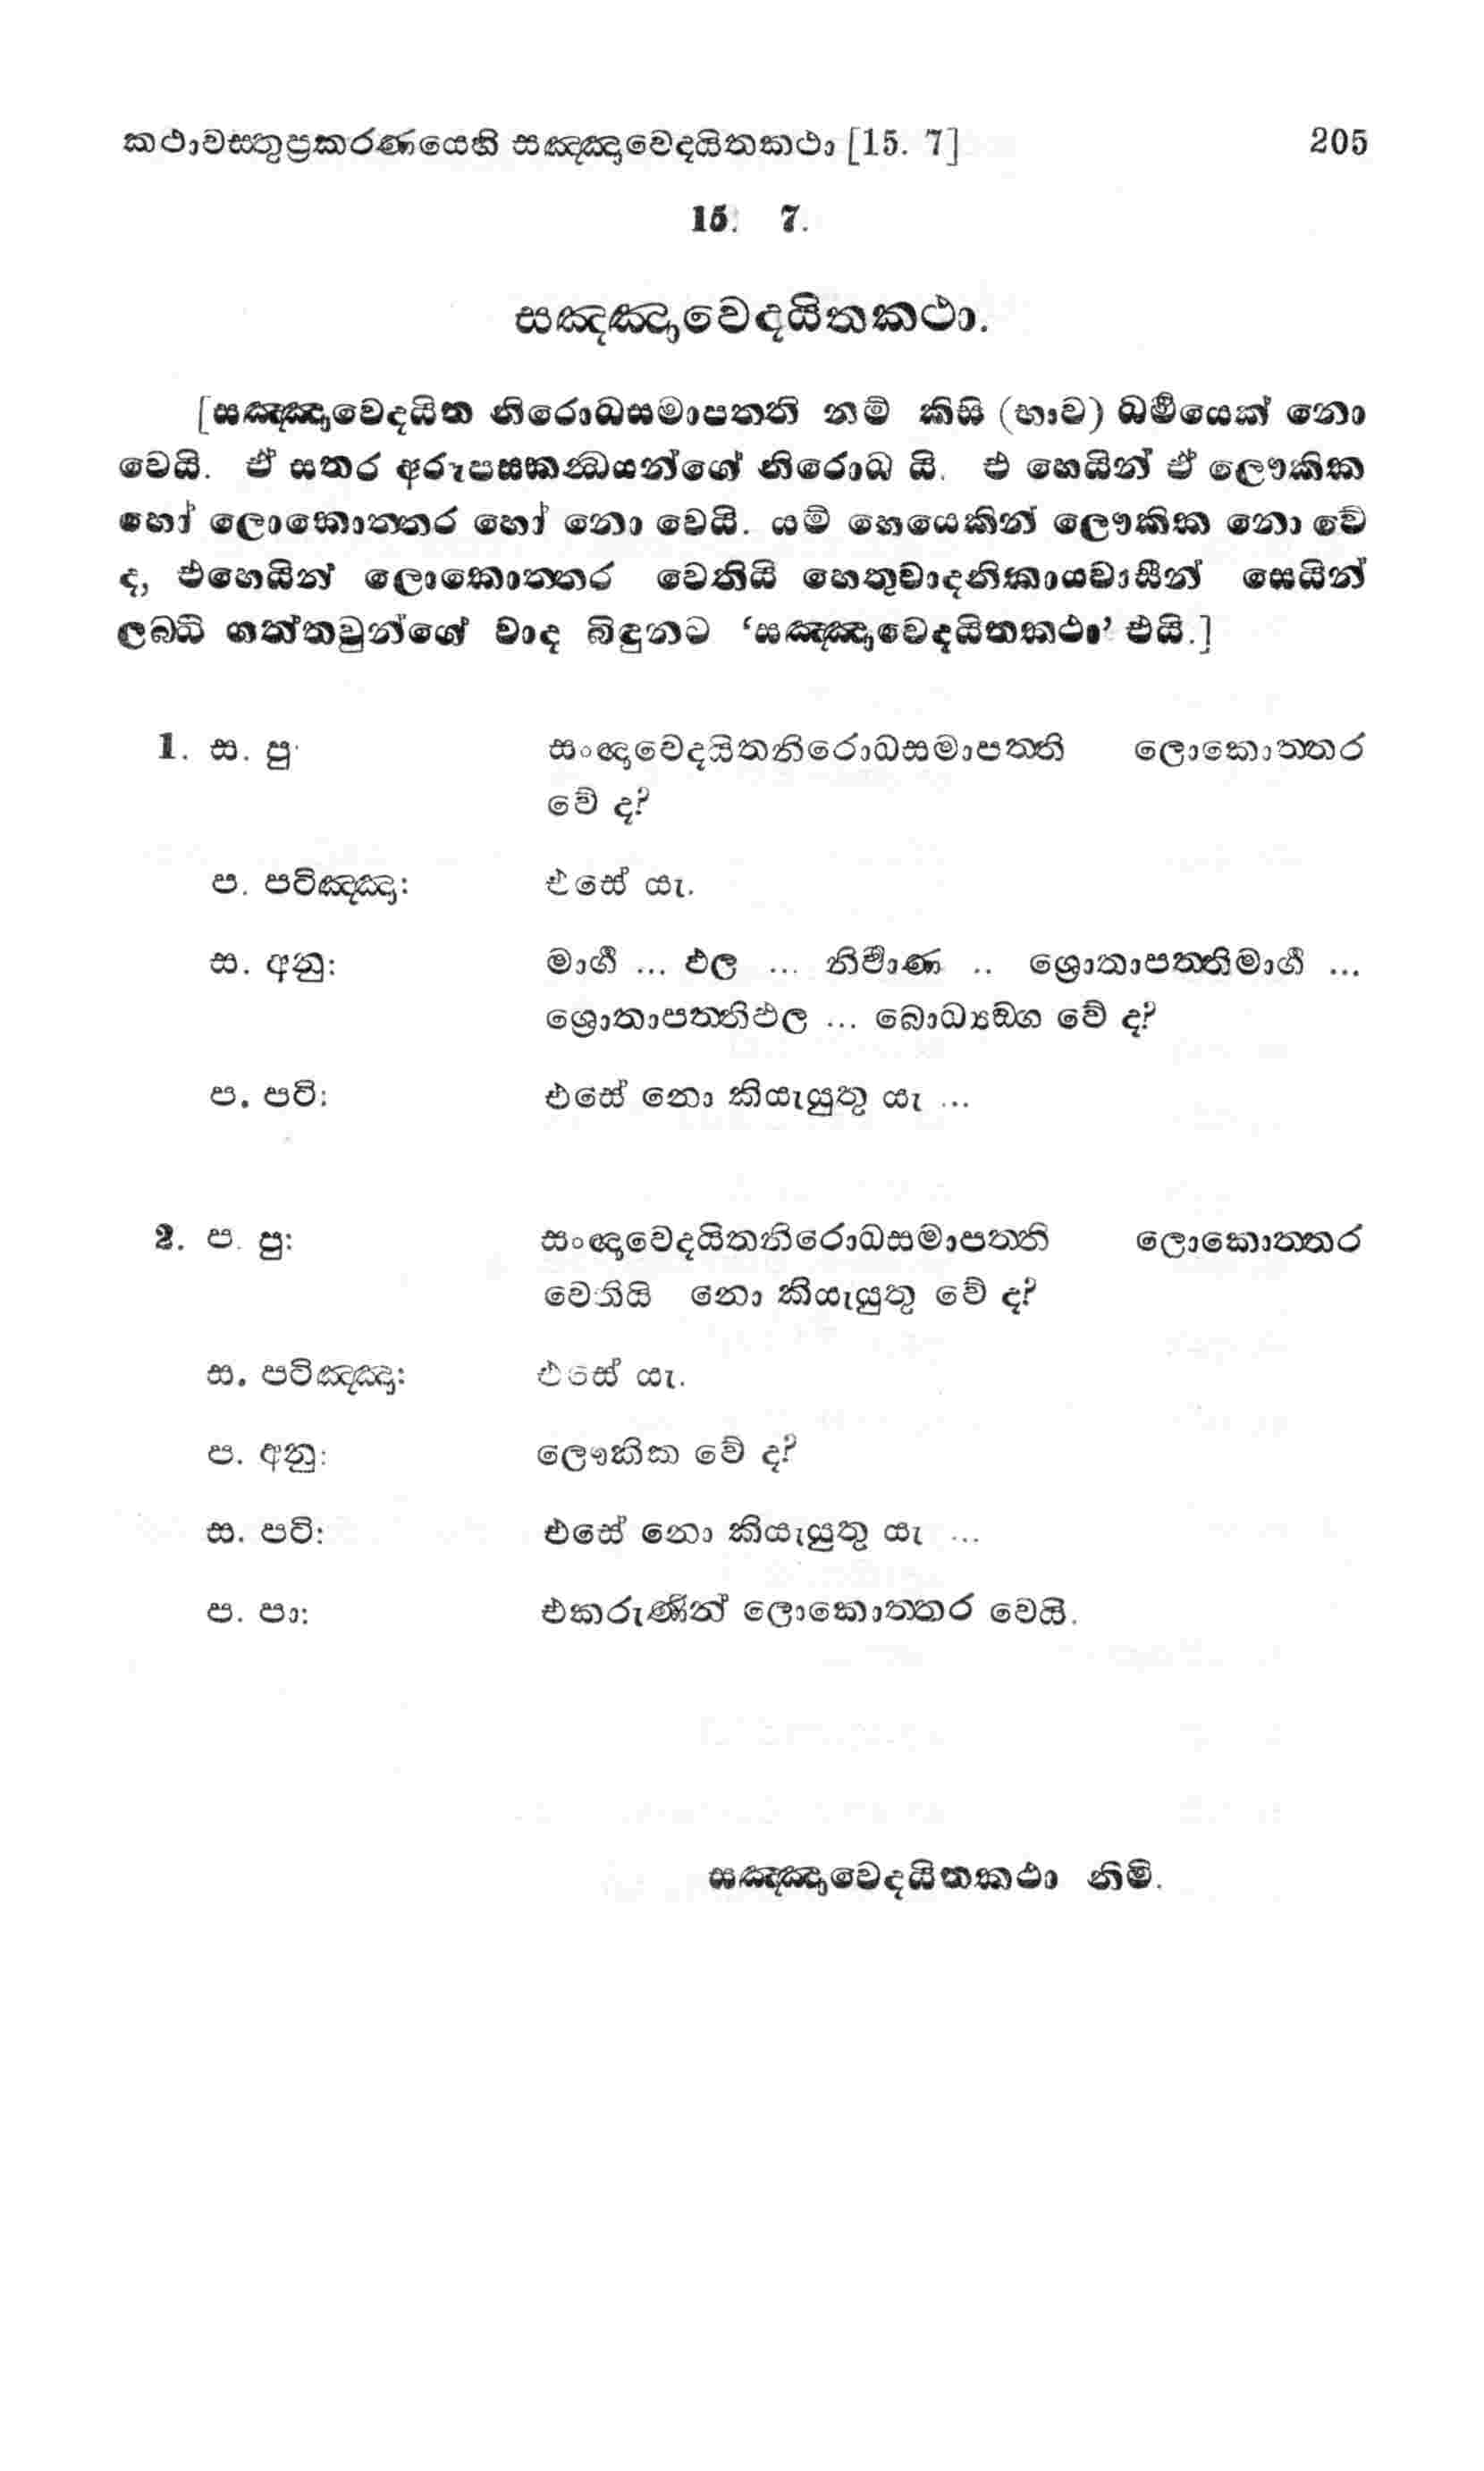 කථාවස්තුප්‍රකරණයෙහි සඤ්ඤාවෙදයිතකථා [15. 7] 205
15. 7.
සඤ්ඤාවෙදයිතකථා.
[සඤ්ඤාවෙදයිත නිරොධසමාපත්ති නම් කිසි (භාව) ධර්‍මයෙක් නො
වෙයි. ඒ සතර අරූපස්කන්ධයන්ගේ නිරොධ යි. එ හෙයින් ඒ ලෞකික
හෝ ලොකොත්තර හෝ නො වෙයි. යම් හෙයෙකින් ලෞකික නො වේ
ද, එහෙයින් ලොකොත්තර වෙතියි හෙතුවාදනිකායවාසීන් සෙයින්
ලබ්ධි ගත්තවුන්ගේ වාද බිඳුනට ‘සඤ්ඤාවෙදයිතකථා’ එයි.]
1. ස. පු: සංඥාවෙදයිතනිරොධසමාපත්ති ලොකොත්තර
වේ ද?
ප. පටිඤ්ඤා: එසේ යැ.
ස. අනු: මාර්‍ග ... ඵල ... නිර්‍වාණ .. ශ්‍රොතාපත්තිමාර්‍ග ...
ශ්‍රොතාපත්තිඵල ... බොධ්‍යඞ්ග වේ ද?
ප. පටි: එසේ නො කියැයුතු යැ ...
2. ප. පු: සංඥාවෙදයිතනිරොධසමාපත්ති ලොකොත්තර
වෙතියි නො කියැයුතු වේ ද?
ස. පටිඤ්ඤා: එසේ යැ.
ප. අනු: ලෞකික වේ ද?
ස. පටි: එසේ නො කියැයුතු යැ ...
ප. පා: එකරුණින් ලොකොත්තර වෙයි.
සඤ්ඤාවෙදයිතකථා නිමි.